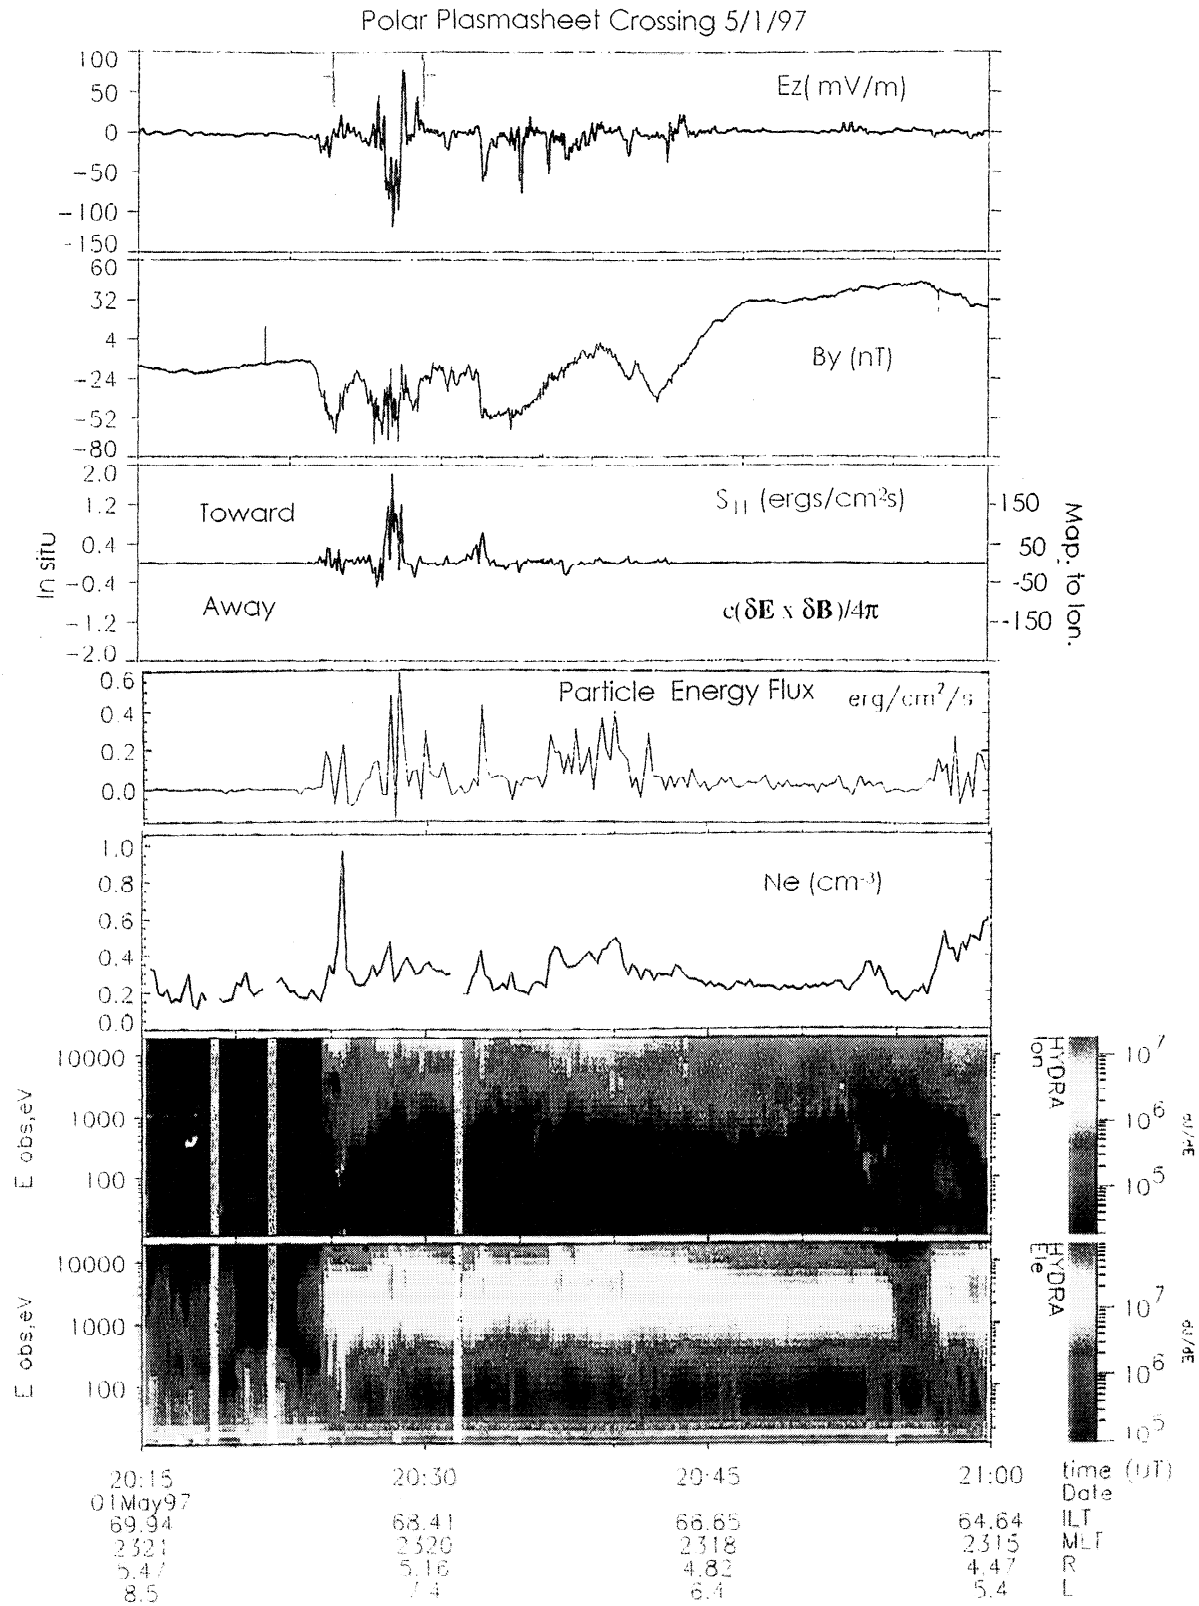 Polar Plasmasheet Crossing 5/1/97
100
50
0
-50
-100
-150
Ez( mV/m)
60
32
4
-24
-52
-80
By (nT)
2.0
1.2
0.4
-0.4
-1.2
-2.0
In situ
Toward
Away
S|| (ergs/cm²s)
c(δE x δB)/4π
150
50
-50
-150
Map. to Ion.
0.6
0.4
0.2
0.0
Particle Energy Flux erg/cm²/s
1.0
0.8
0.6
0.4
0.2
0.0
Ne (cm-3)
10000
1000
100
E obs,eV
HYDRA
Ion
10⁷
10⁶
10⁵
dJ/dE
10000
1000
100
E obs,eV
HYDRA
Ele
10⁷
10⁶
10⁵
dJ/dE
20:15 20:30 20:45 21:00 time (UT)
01May97 Date
69.94 68.41 66.65 64.64 ILT
2321 2320 2318 2315 MLT
5.47 5.16 4.82 4.47 R
8.5 7.4 6.4 5.4 L